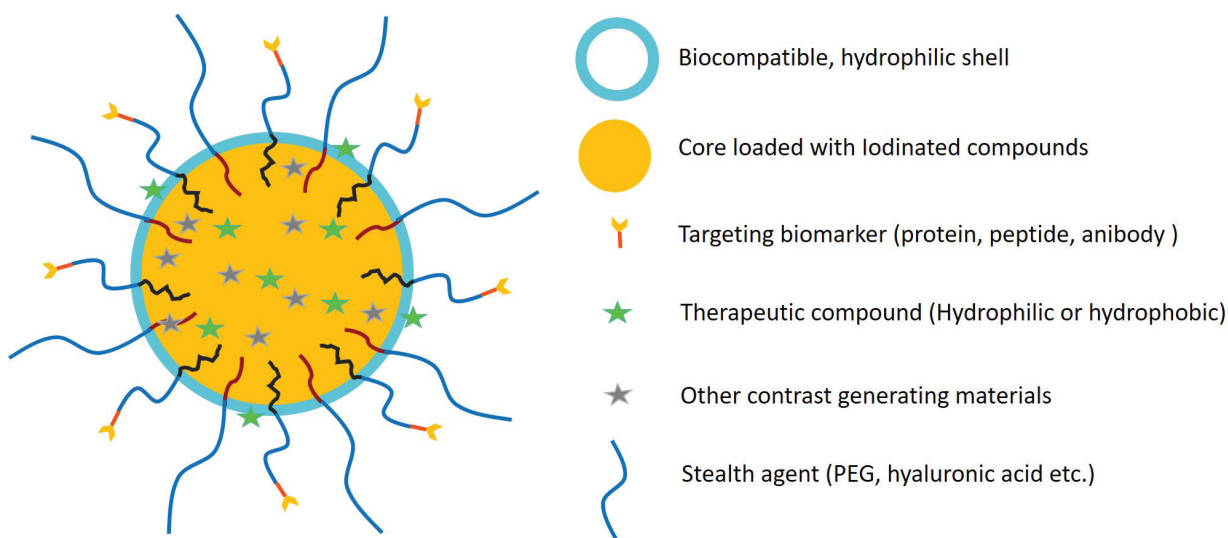 Biocompatible, hydrophilic shell
Core loaded with Iodinated compounds
Targeting biomarker (protein, peptide, anibody )
Therapeutic compound (Hydrophilic or hydrophobic)
Other contrast generating materials
Stealth agent (PEG, hyaluronic acid etc.)